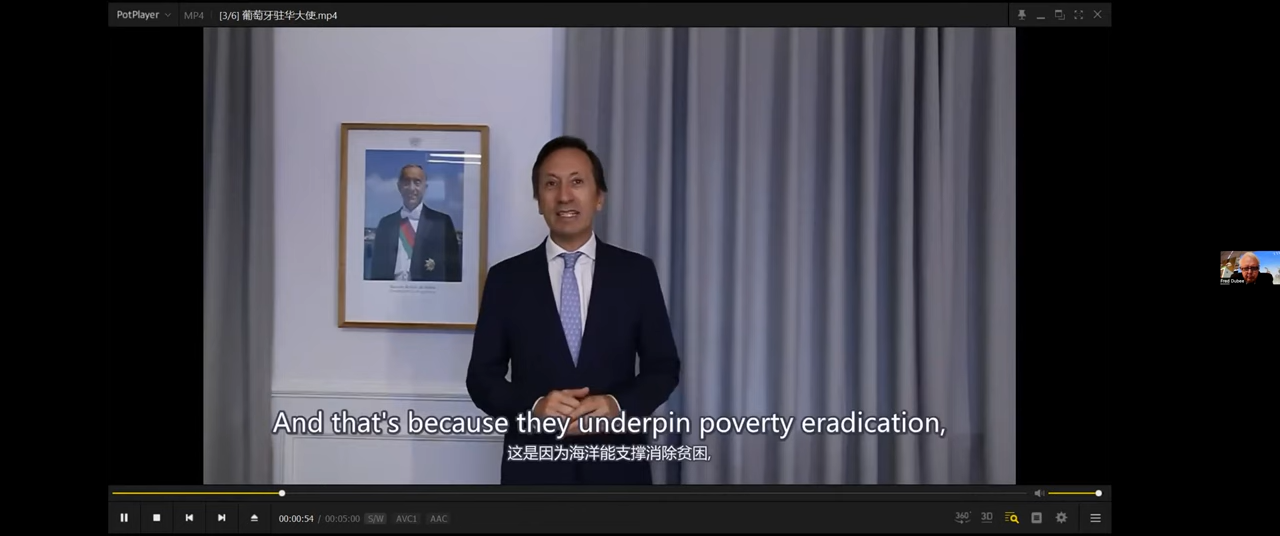 PotPlayer MP4 [3/6] 葡萄牙驻华大使.mp4
Fred Dubee
And that's because they underpin poverty eradication,
这是因为海洋能支撑消除贫困,
00:00:54 / 00:05:00 S/W AVC1 AAC
360° 3D